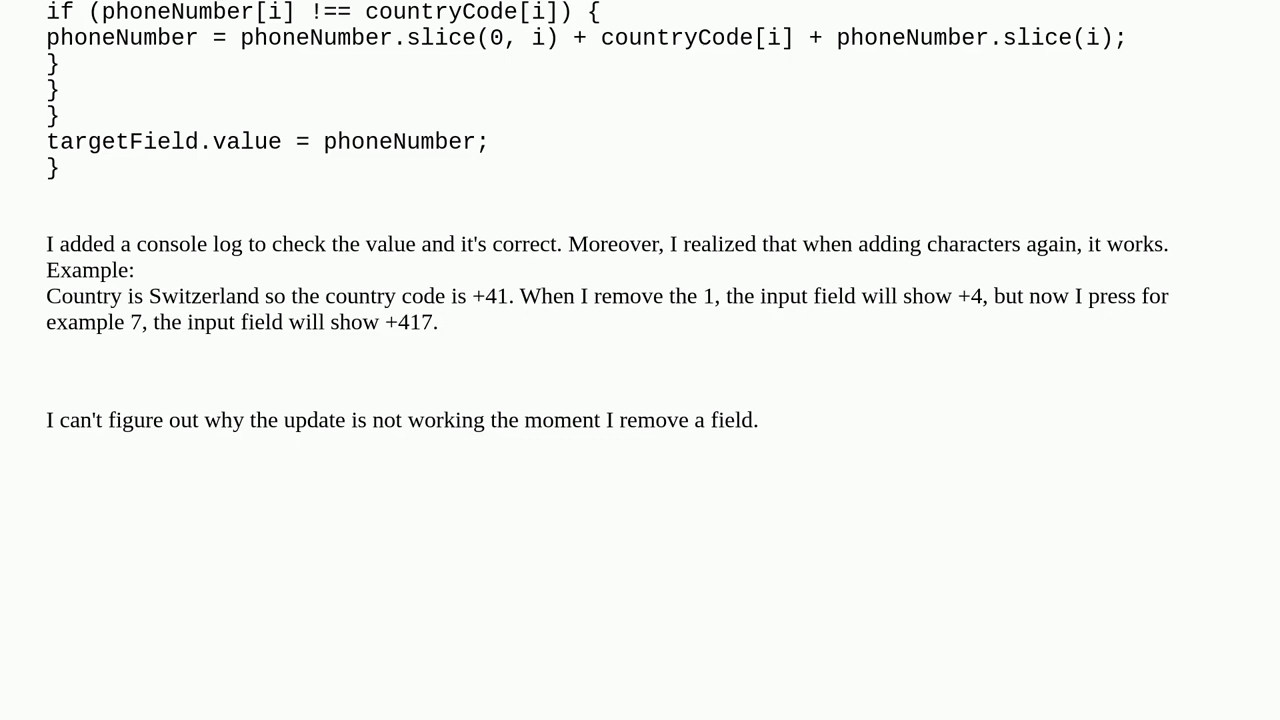 if (phoneNumber[i] !== countryCode[i]) {
phoneNumber = phoneNumber.slice(0, i) + countryCode[i] + phoneNumber.slice(i);
}
}
}
targetField.value = phoneNumber;
}
I added a console log to check the value and it's correct. Moreover, I realized that when adding characters again, it works.
Example:
Country is Switzerland so the country code is +41. When I remove the 1, the input field will show +4, but now I press for
example 7, the input field will show +417.
I can't figure out why the update is not working the moment I remove a field.